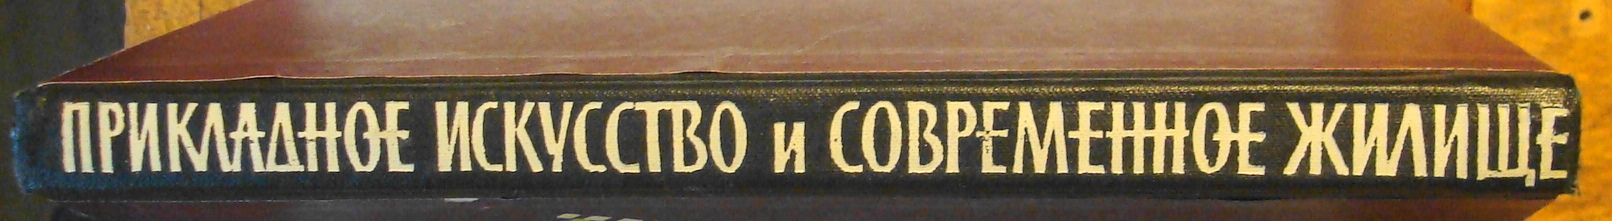 ПРИКЛАДНОЕ ИСКУССТВО и СОВРЕМЕННОЕ ЖИЛИЩЕ